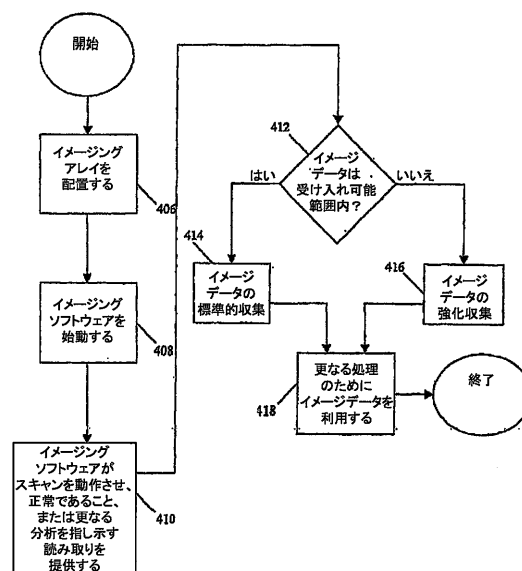 開始
イメージング
アレイを
配置する
406
イメージング
ソフトウェアを
始動する
408
イメージング
ソフトウェアが
スキャンを動作させ、
正常であること、
または更なる
分析を指し示す
読み取りを
提供する
410
412
イメージ
データは
受け入れ可能
範囲内?
はい
いいえ
414
イメージ
データの
標準的収集
416
イメージ
データの
強化収集
418
更なる処理
のために
イメージデータを
利用する
終了